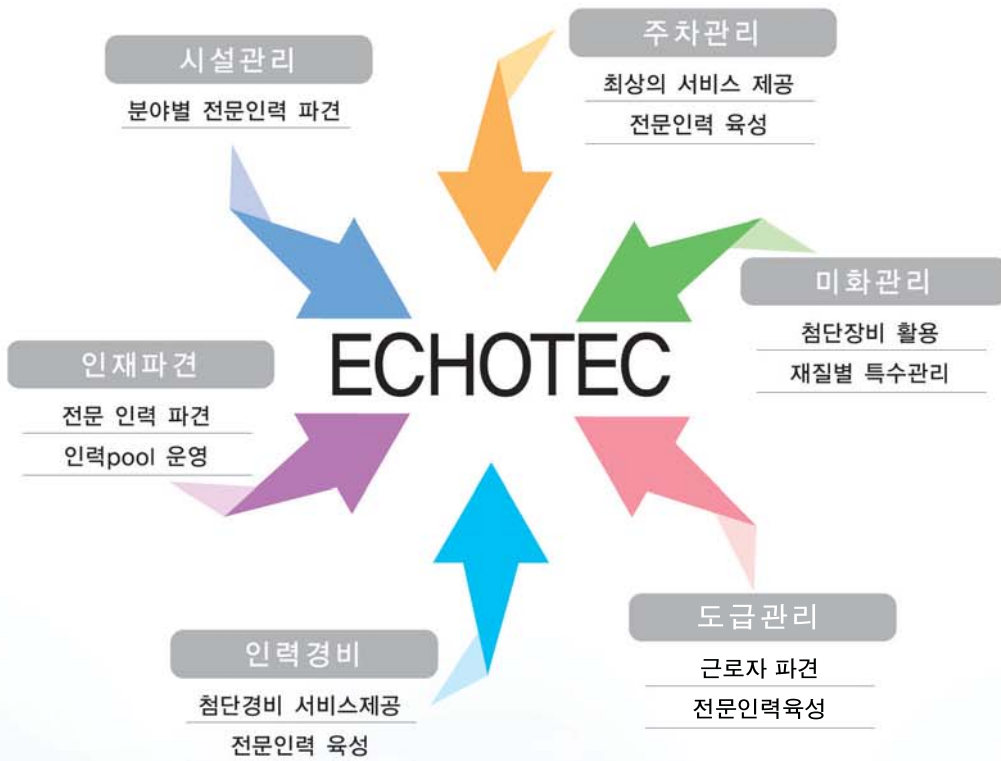 시설관리
분야별 전문인력 파견
주차관리
최상의 서비스 제공
전문인력 육성
미화관리
첨단장비 활용
재질별 특수관리
ECHOTEC
인재파견
전문 인력 파견
인력pool 운영
도급관리
근로자 파견
전문인력육성
인력경비
첨단경비 서비스제공
전문인력 육성